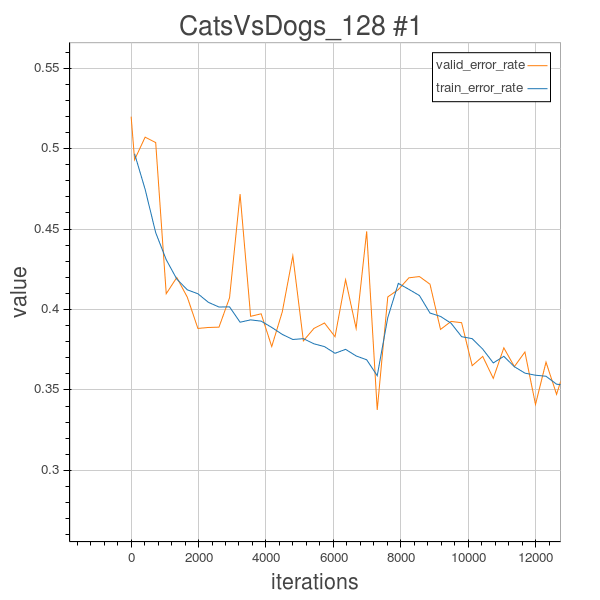 CatsVsDogs_128 #1
valid_error_rate
train_error_rate
0.55
0.5
0.45
0.4
0.35
0.3
value
0 2000 4000 6000 8000 10000 12000
iterations